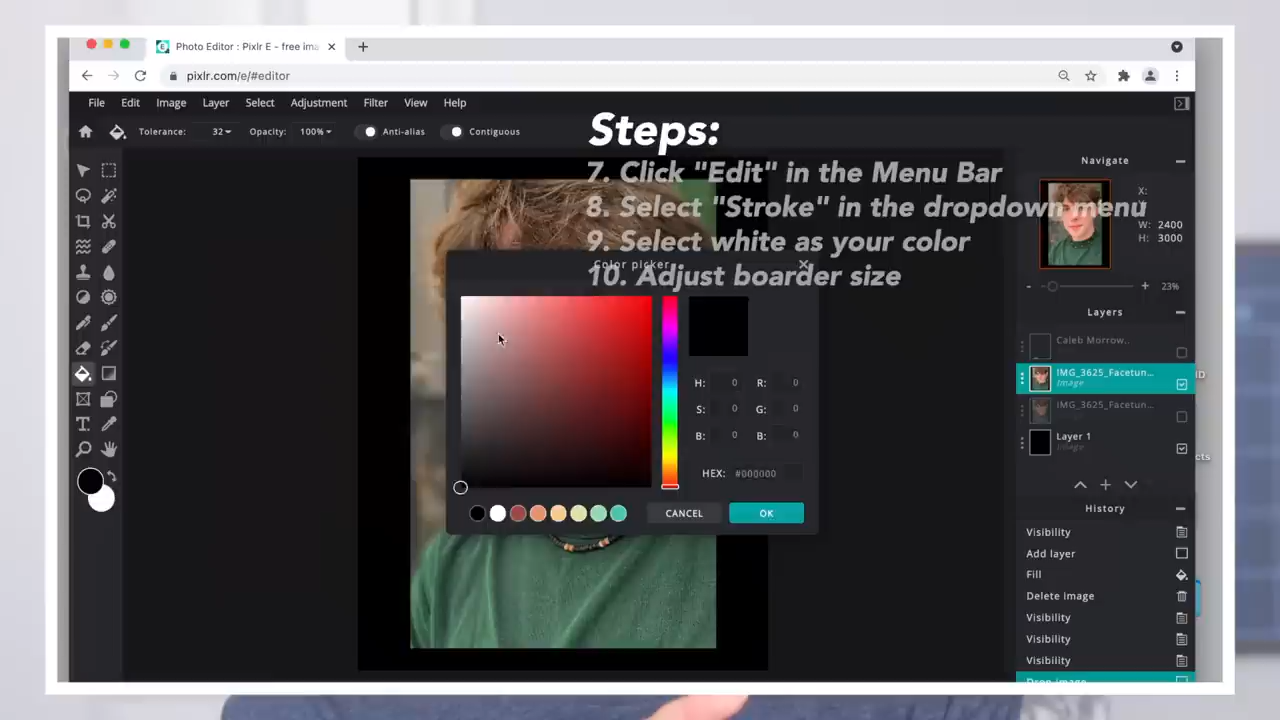 Photo Editor : Pixlr E - free ima
pixlr.com/e/#editor
File Edit Image Layer Select Adjustment Filter View Help
Tolerance: 32 Opacity: 100% Anti-alias Contiguous
Steps:
7. Click "Edit" in the Menu Bar
8. Select "Stroke" in the dropdown menu
9. Select white as your color
10. Adjust boarder size
Color picker
H: 0 R: 0
S: 0 G: 0
B: 0 B: 0
HEX: #000000
CANCEL OK
Navigate
X:
W: 2400
H: 3000
- + 23%
Layers
Caleb Morrow..
IMG_3625_Facetun...
Image
IMG_3625_Facetun...
Layer 1
Image
History
Visibility
Add layer
Fill
Delete Image
Visibility
Visibility
Visibility
Drop image